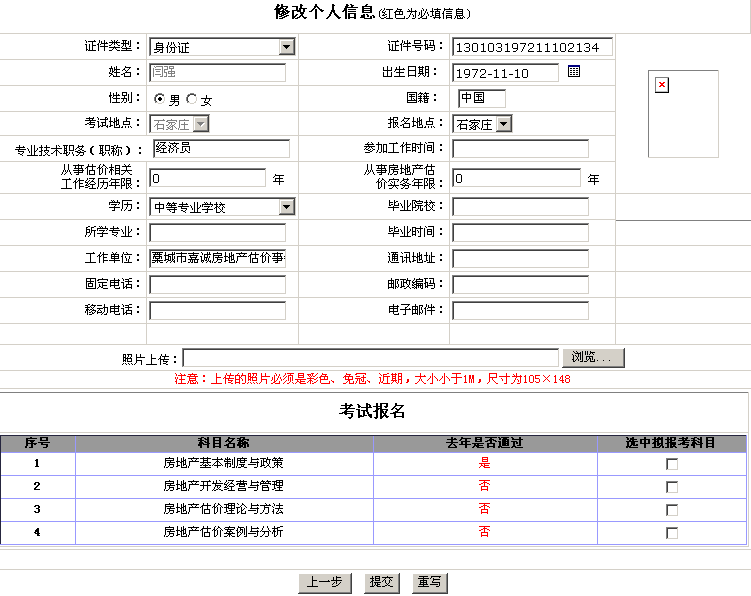 修改个人信息(红色为必填信息)
证件类型： 身份证 证件号码： 130103197211102134
姓名： 闫强 出生日期： 1972-11-10
性别： 男 女 国籍： 中国
考试地点： 石家庄 报名地点： 石家庄
专业技术职务(职称)： 经济员 参加工作时间：
从事估价相关 从事房地产估
工作经历年限： 0 年 价实务年限： 0 年
学历： 中等专业学校 毕业院校：
所学专业： 毕业时间：
工作单位： 藁城市嘉诚房地产估价事 通讯地址：
固定电话： 邮政编码：
移动电话： 电子邮件：
照片上传： 浏览...
注意：上传的照片必须是彩色、免冠、近期，大小小于1M，尺寸为105×148
考试报名
序号 科目名称 去年是否通过 选中拟报考科目
1 房地产基本制度与政策 是
2 房地产开发经营与管理 否
3 房地产估价理论与方法 否
4 房地产估价案例与分析 否
上一步 提交 重写